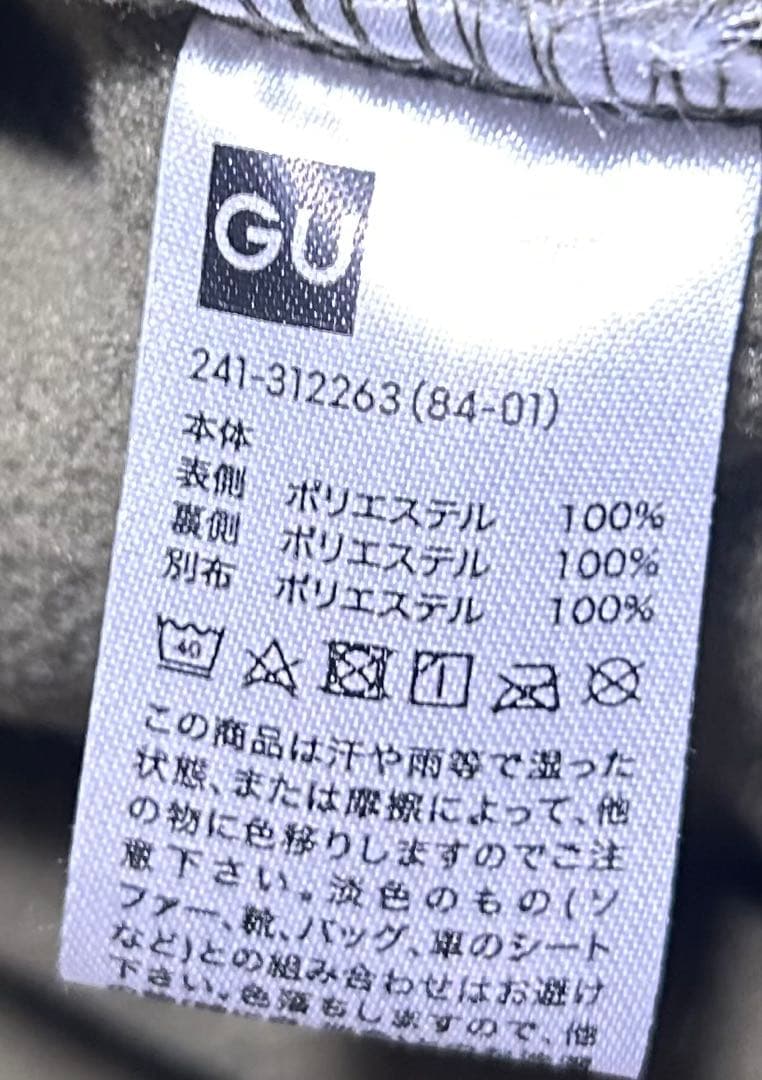 GU
241-312263(84-01)
本体
表側 ポリエステル 100%
裏側 ポリエステル 100%
別布 ポリエステル 100%
40
この商品は汗や雨等で湿った
状態、または摩擦によって、他
の物に色移りしますのでご注
意下さい。淡色のもの(ソ
ファー、靴、バッグ、車のシート
など)との組み合わせはお避け
下さい。色落ちしますので、他